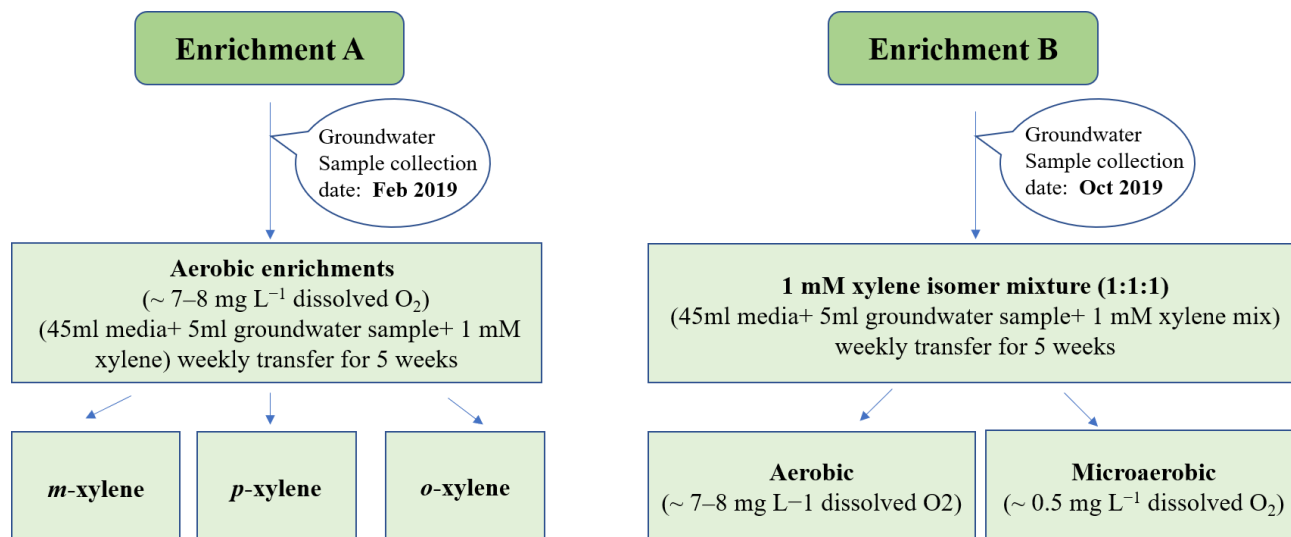 Enrichment A
Groundwater
Sample collection
date: Feb 2019
Aerobic enrichments
(~ 7–8 mg L⁻¹ dissolved O₂)
(45ml media+ 5ml groundwater sample+ 1 mM
xylene) weekly transfer for 5 weeks
m-xylene
p-xylene
o-xylene
Enrichment B
Groundwater
Sample collection
date: Oct 2019
1 mM xylene isomer mixture (1:1:1)
(45ml media+ 5ml groundwater sample+ 1 mM xylene mix)
weekly transfer for 5 weeks
Aerobic
(~ 7–8 mg L−1 dissolved O2)
Microaerobic
(~ 0.5 mg L⁻¹ dissolved O₂)